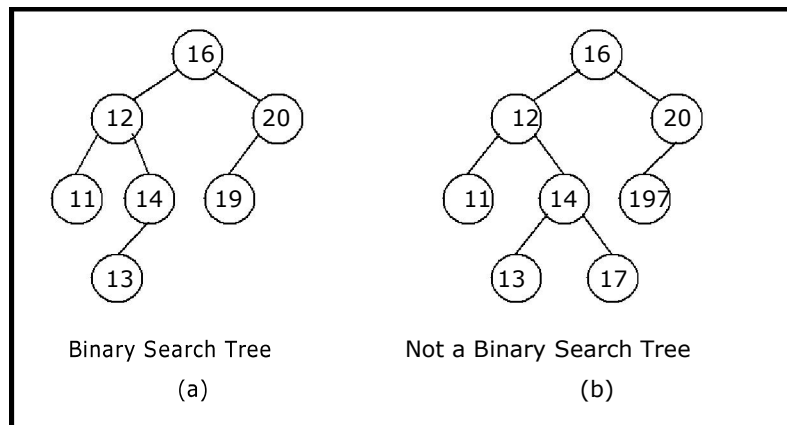 16 16
12 20 12 20
11 14 19 11 14 197
13 13 17
Binary Search Tree Not a Binary Search Tree
(a) (b)